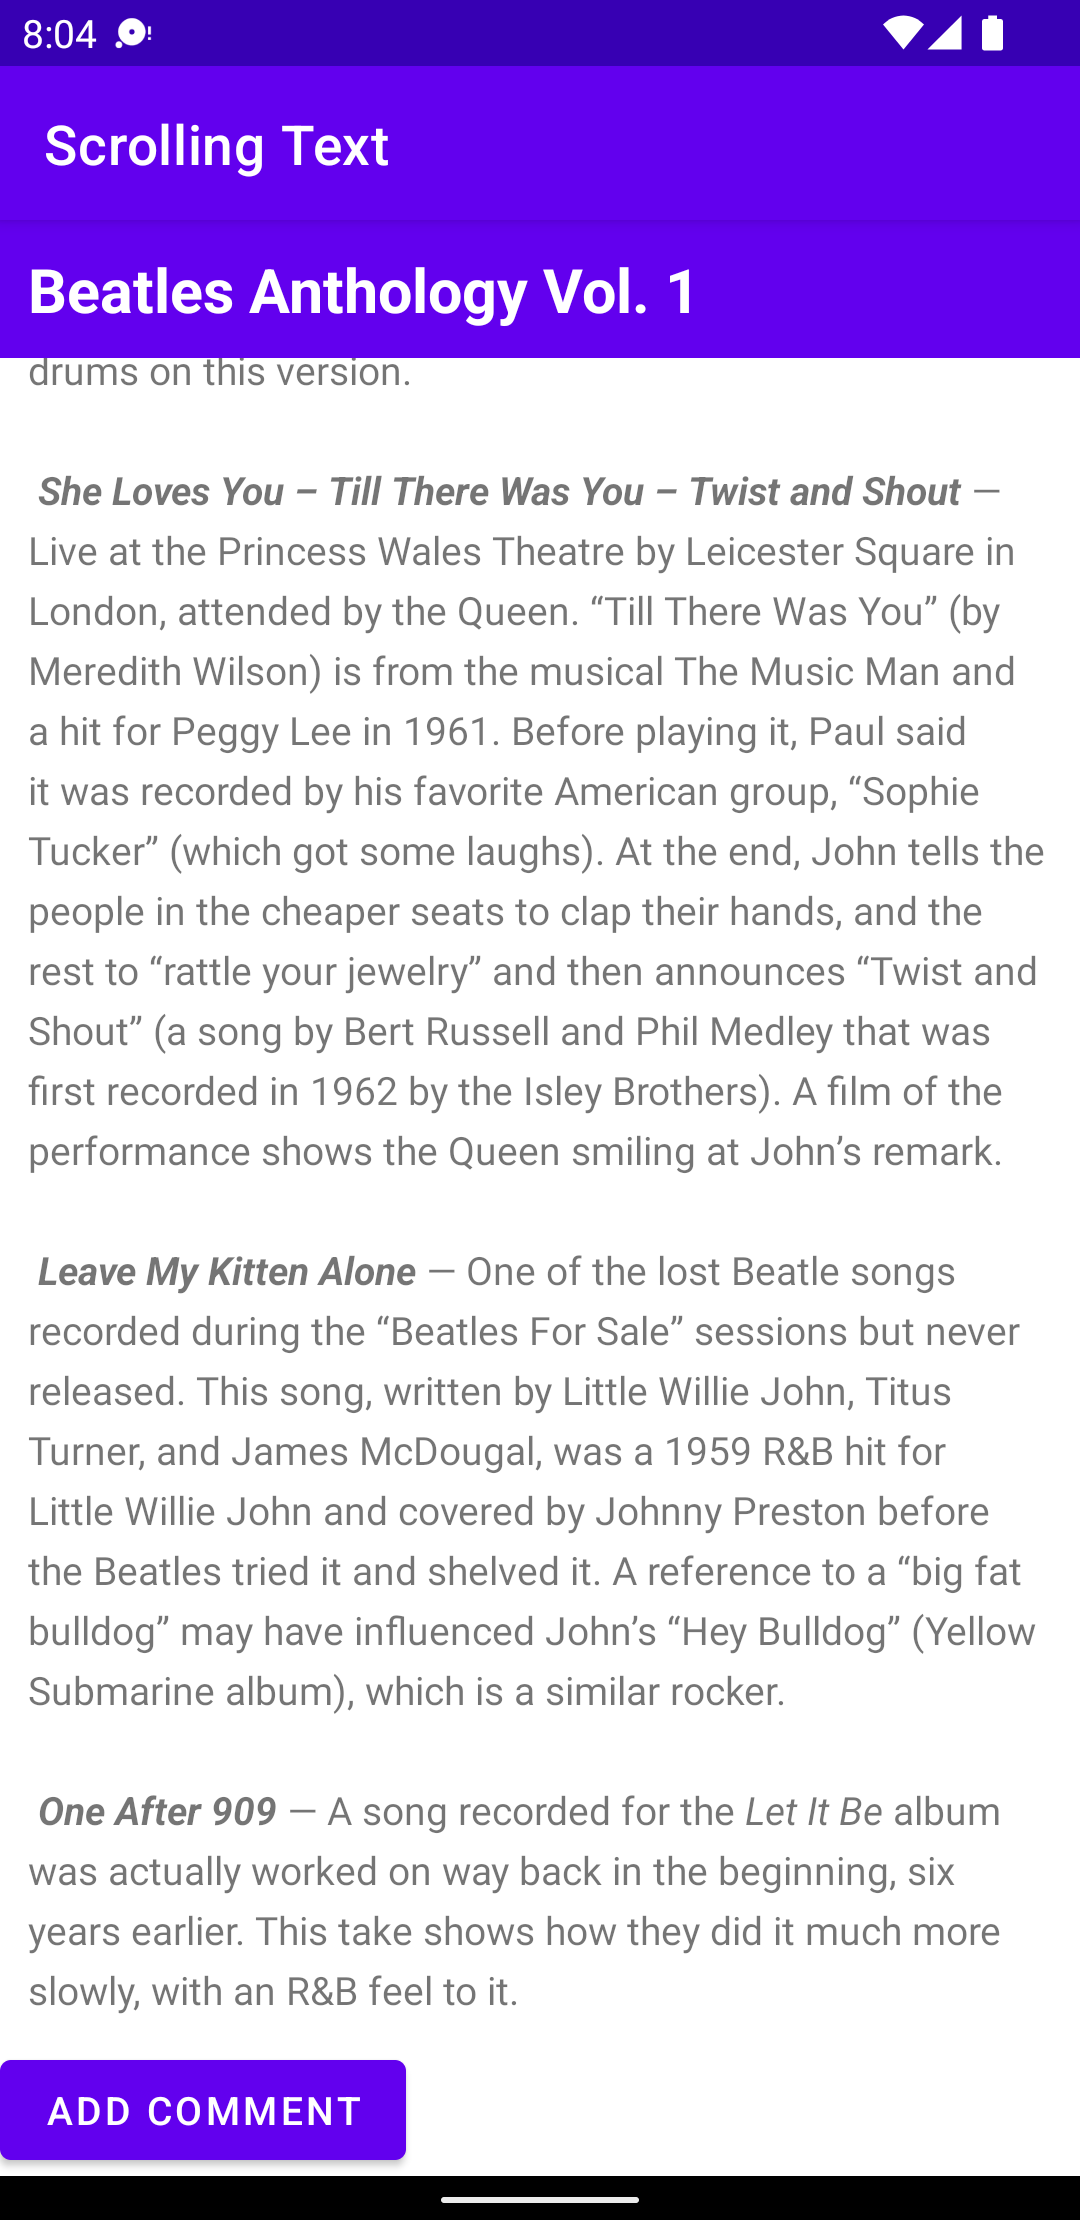 8:04
Scrolling Text
Beatles Anthology Vol. 1
drums on this version.
She Loves You – Till There Was You – Twist and Shout —
Live at the Princess Wales Theatre by Leicester Square in
London, attended by the Queen. “Till There Was You” (by
Meredith Wilson) is from the musical The Music Man and
a hit for Peggy Lee in 1961. Before playing it, Paul said
it was recorded by his favorite American group, “Sophie
Tucker” (which got some laughs). At the end, John tells the
people in the cheaper seats to clap their hands, and the
rest to “rattle your jewelry” and then announces “Twist and
Shout” (a song by Bert Russell and Phil Medley that was
first recorded in 1962 by the Isley Brothers). A film of the
performance shows the Queen smiling at John’s remark.
Leave My Kitten Alone — One of the lost Beatle songs
recorded during the “Beatles For Sale” sessions but never
released. This song, written by Little Willie John, Titus
Turner, and James McDougal, was a 1959 R&B hit for
Little Willie John and covered by Johnny Preston before
the Beatles tried it and shelved it. A reference to a “big fat
bulldog” may have influenced John’s “Hey Bulldog” (Yellow
Submarine album), which is a similar rocker.
One After 909 — A song recorded for the Let It Be album
was actually worked on way back in the beginning, six
years earlier. This take shows how they did it much more
slowly, with an R&B feel to it.
ADD COMMENT